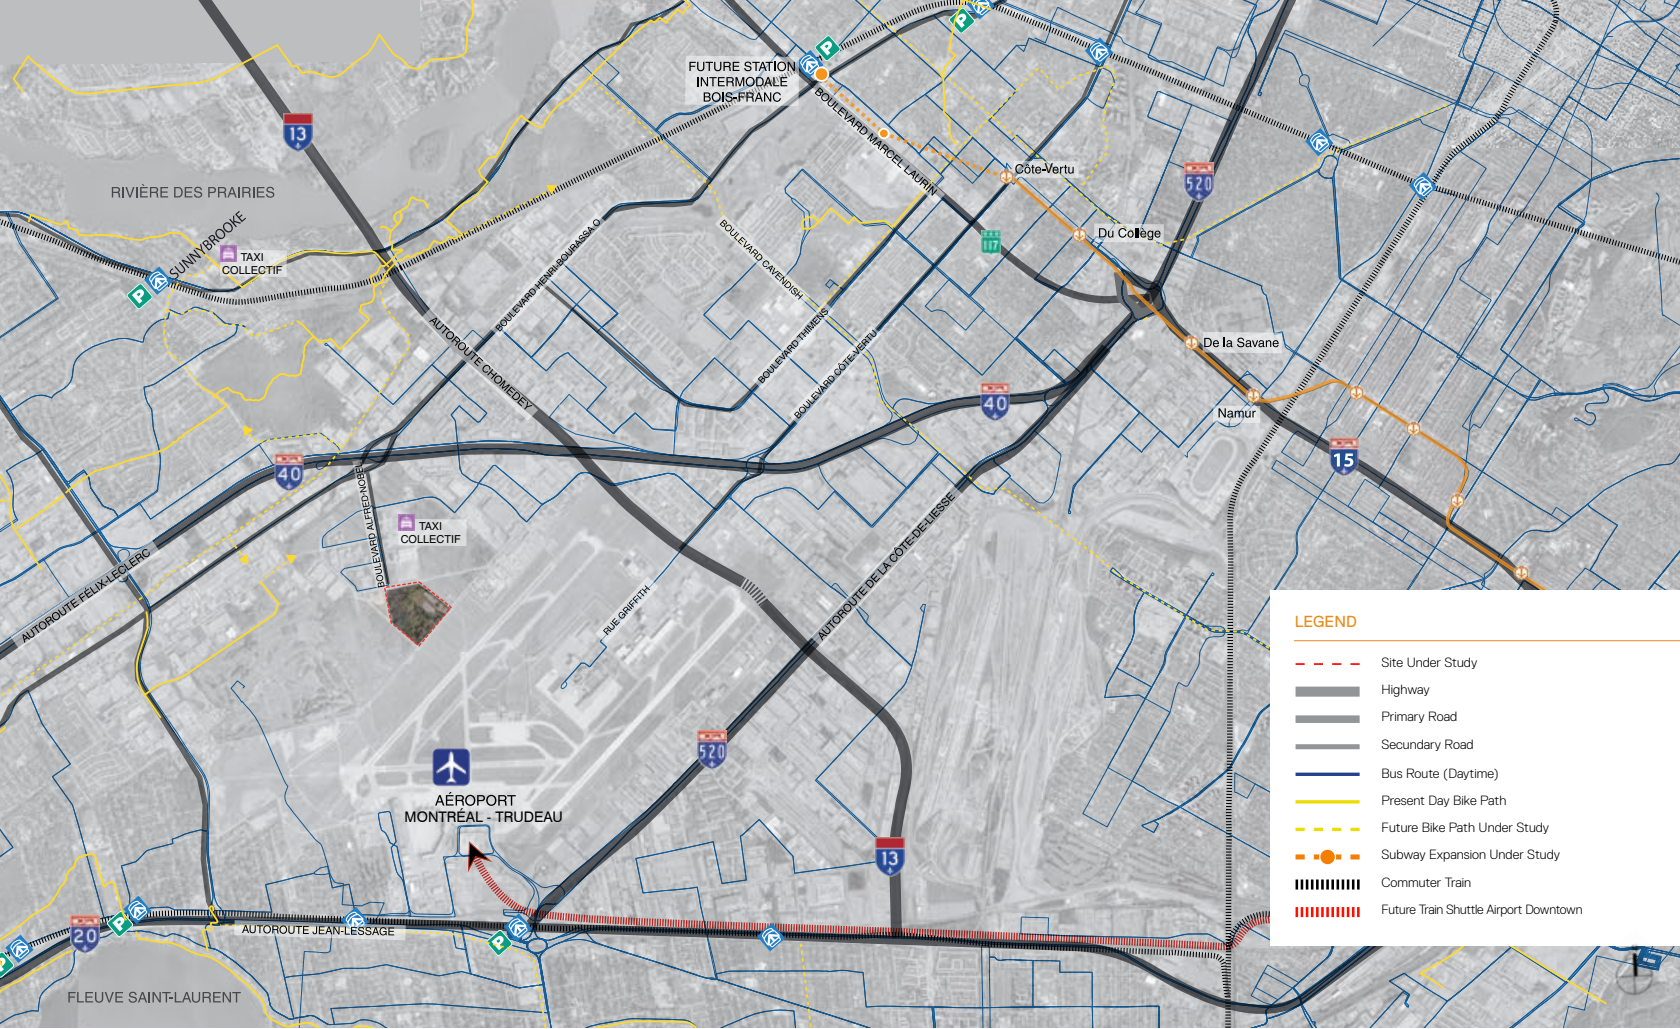 FUTURE STATION
INTERMODALE
BOIS-FRANC
P
P
13
BOULEVARD MARCEL LAURIN
Côte-Vertu
520
RIVIÈRE DES PRAIRIES
SUNNYBROOKE
TAXI
COLLECTIF
P
BOULEVARD HENRI-BOURASSA O
BOULEVARD CAVENDISH
117
Du Collège
AUTOROUTE CHOMEDEY
BOULEVARD THIMENS
BOULEVARD CÔTE-VERTU
De la Savane
40
Namur
15
40
BOULEVARD ALFRED-NOBEL
TAXI
COLLECTIF
AUTOROUTE FÉLIX-LECLERC
RUE GRIFFITH
AUTOROUTE DE LA CÔTE-DE-LIESSE
520
AÉROPORT
MONTRÉAL - TRUDEAU
13
20
P
AUTOROUTE JEAN-LESSAGE
P
P
FLEUVE SAINT-LAURENT
LEGEND
Site Under Study
Highway
Primary Road
Secundary Road
Bus Route (Daytime)
Present Day Bike Path
Future Bike Path Under Study
Subway Expansion Under Study
Commuter Train
Future Train Shuttle Airport Downtown